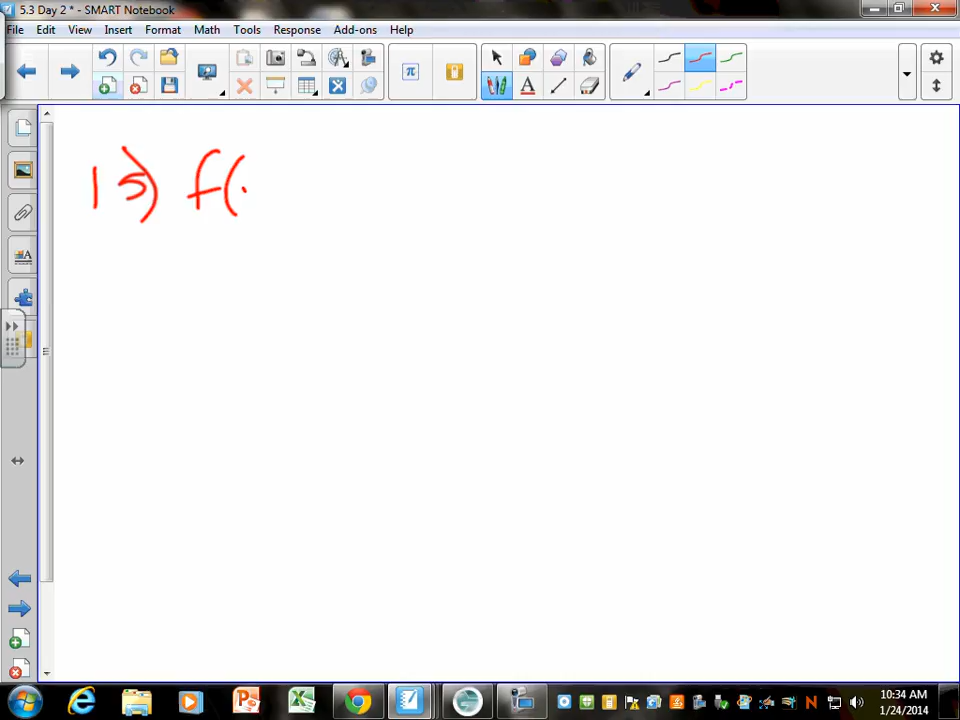 5.3 Day 2 * - SMART Notebook
File Edit View Insert Format Math Tools Response Add-ons Help
15) f(
10:34 AM
1/24/2014